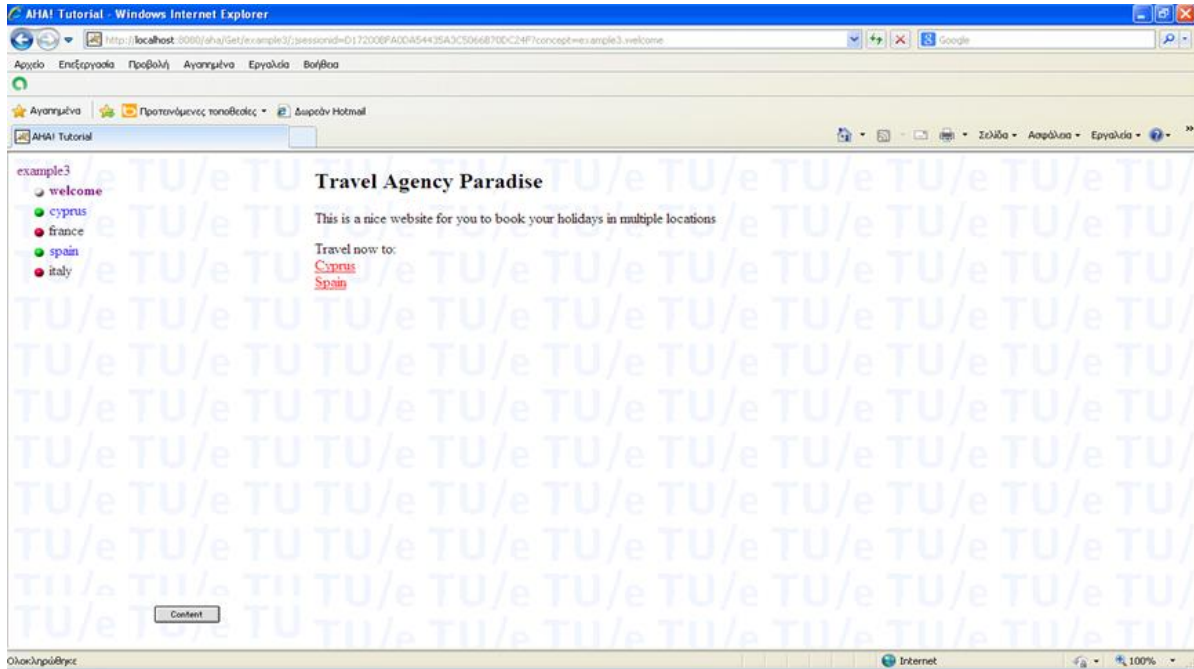 AHA! Tutorial - Windows Internet Explorer
Google
Αρχείο Επεξεργασία Προβολή Αγαπημένα Εργαλεία Βοήθεια
Αγαπημένα Προτεινόμενες τοποθεσίες Δωρεάν Hotmail
AHA! Tutorial
Σελίδα Ασφάλεια Εργαλεία
example3
welcome
cyprus
france
spain
italy
Travel Agency Paradise
This is a nice website for you to book your holidays in multiple locations
Travel now to:
Cyprus
Spain
Content
Ολοκληρώθηκε
Internet
100%